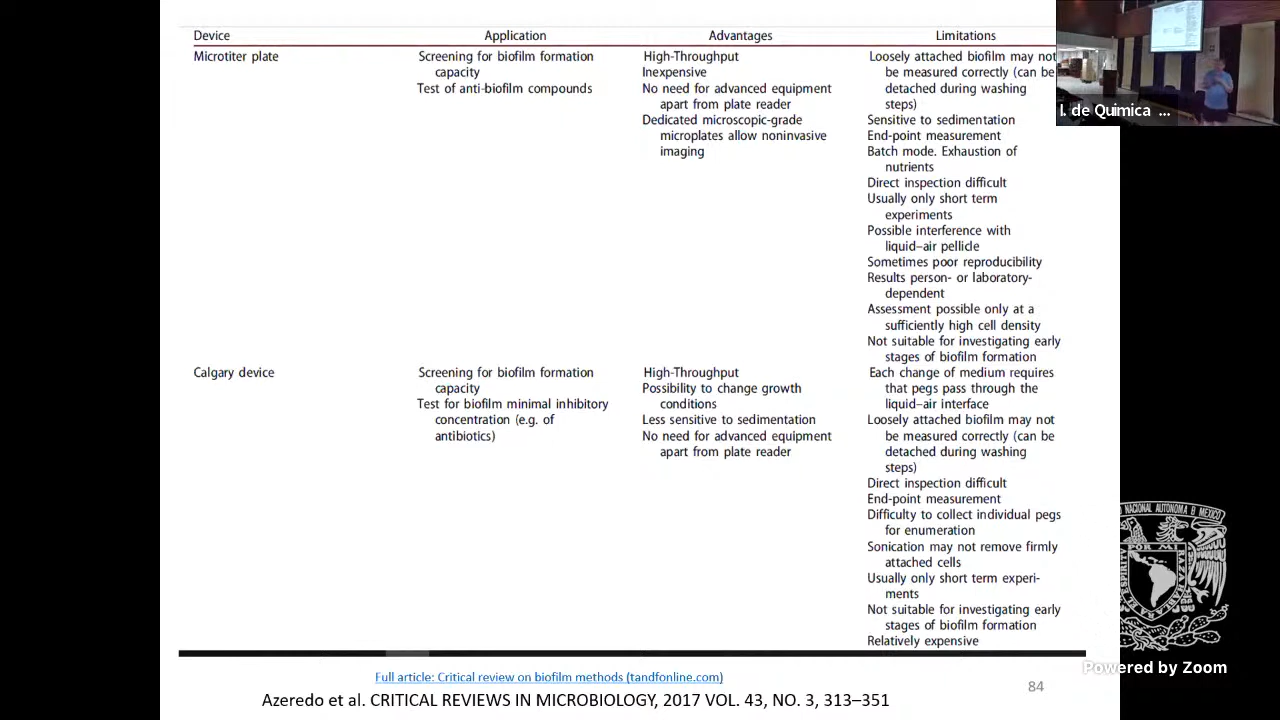 Device Application Advantages Limitations
Microtiter plate
Screening for biofilm formation
capacity
Test of anti-biofilm compounds
High-Throughput
Inexpensive
No need for advanced equipment
apart from plate reader
Dedicated microscopic-grade
microplates allow noninvasive
imaging
Loosely attached biofilm may not
be measured correctly (can be
detached during washing
steps)
Sensitive to sedimentation
End-point measurement
Batch mode. Exhaustion of
nutrients
Direct inspection difficult
Usually only short term
experiments
Possible interference with
liquid–air pellicle
Sometimes poor reproducibility
Results person- or laboratory-
dependent
Assessment possible only at a
sufficiently high cell density
Not suitable for investigating early
stages of biofilm formation
Calgary device
Screening for biofilm formation
capacity
Test for biofilm minimal inhibitory
concentration (e.g. of
antibiotics)
High-Throughput
Possibility to change growth
conditions
Less sensitive to sedimentation
No need for advanced equipment
apart from plate reader
Each change of medium requires
that pegs pass through the
liquid–air interface
Loosely attached biofilm may not
be measured correctly (can be
detached during washing
steps)
Direct inspection difficult
End-point measurement
Difficulty to collect individual pegs
for enumeration
Sonication may not remove firmly
attached cells
Usually only short term experi-
ments
Not suitable for investigating early
stages of biofilm formation
Relatively expensive
Full article: Critical review on biofilm methods (tandfonline.com)
Azeredo et al. CRITICAL REVIEWS IN MICROBIOLOGY, 2017 VOL. 43, NO. 3, 313–351
84
I. de Quimica ...
NACIONAL AUTONOMA
POR MI
Powered by Zoom